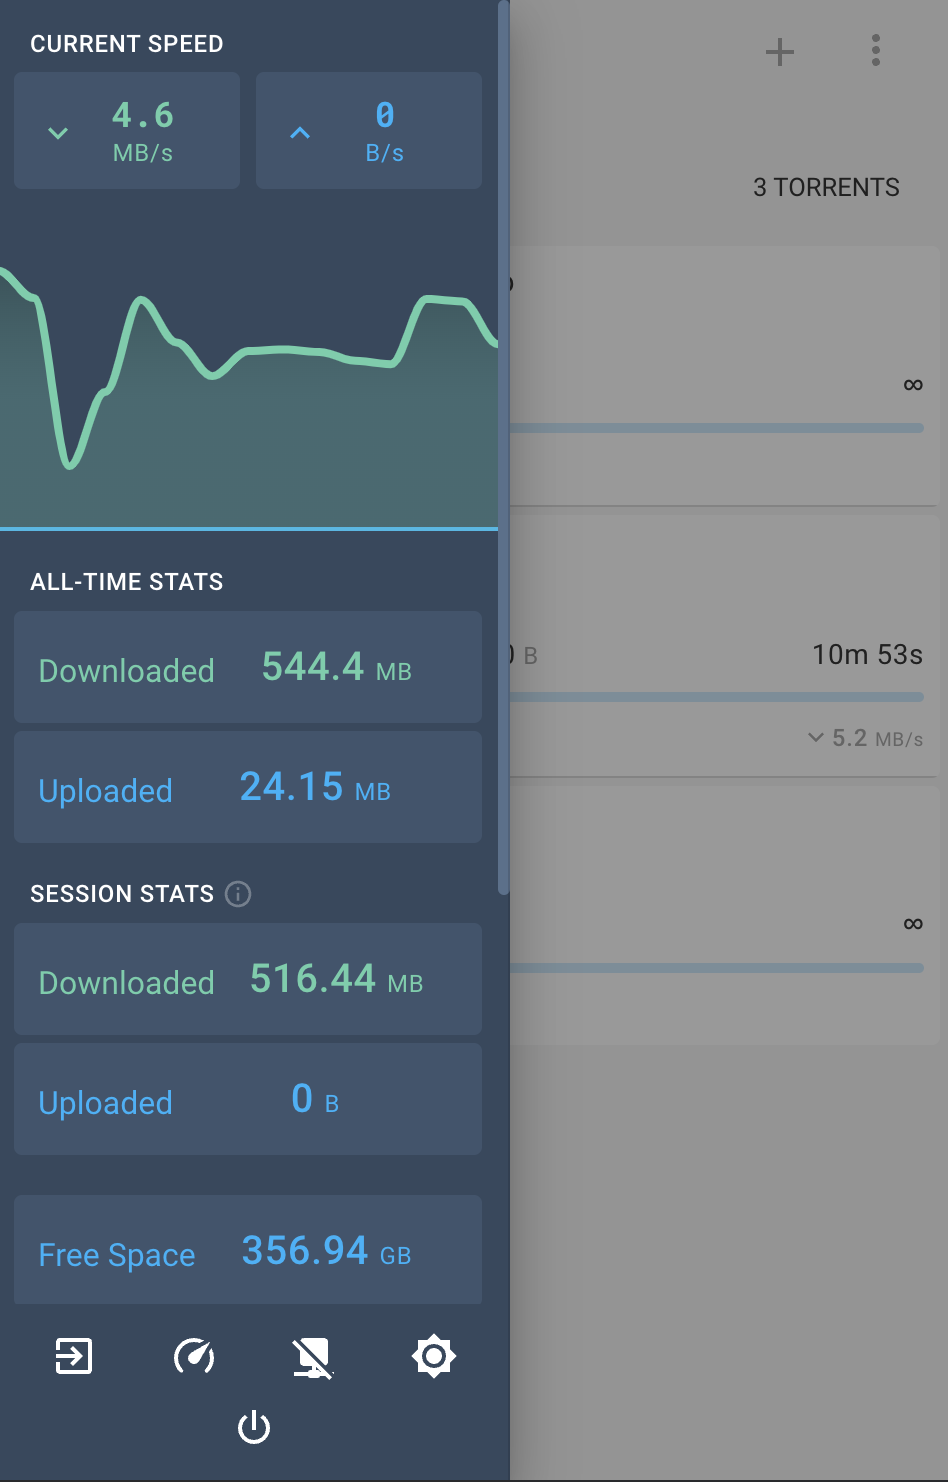 CURRENT SPEED
4.6
MB/s
0
B/s
3 TORRENTS
∞
B
10m 53s
5.2 MB/s
∞
ALL-TIME STATS
Downloaded 544.4 MB
Uploaded 24.15 MB
SESSION STATS
Downloaded 516.44 MB
Uploaded 0 B
Free Space 356.94 GB